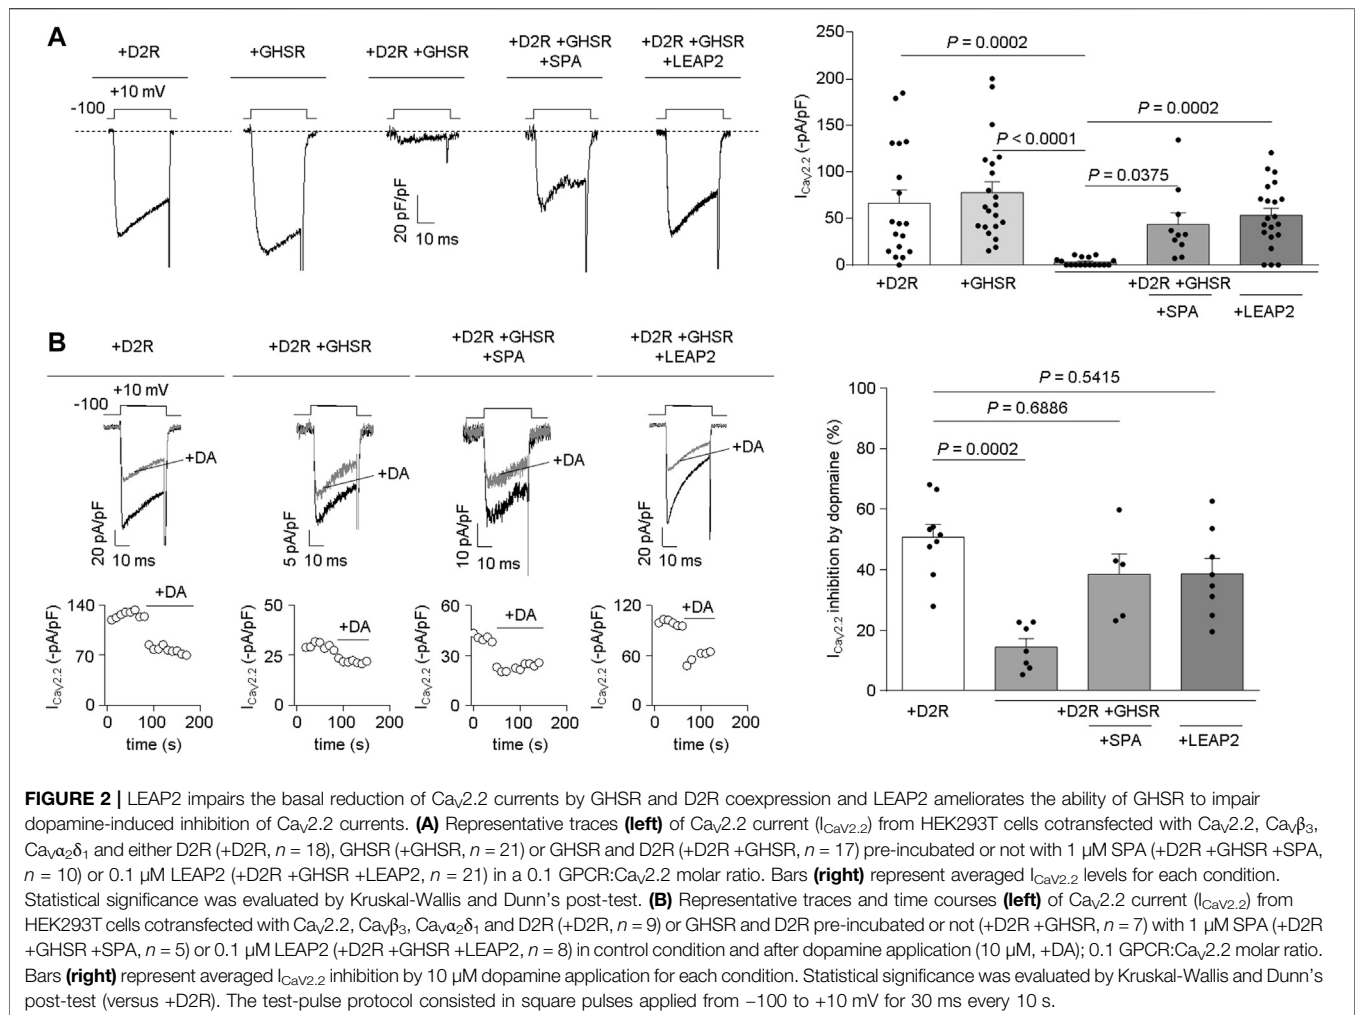 A
+D2R
+GHSR
+D2R +GHSR
+D2R +GHSR
+SPA
+D2R +GHSR
+LEAP2
+10 mV
-100
20 pF/pF
10 ms
I_CaV2.2 (-pA/pF)
250
200
150
100
50
0
P = 0.0002
P < 0.0001
P = 0.0002
P = 0.0375
+D2R
+GHSR
+D2R +GHSR
+SPA
+LEAP2
B
+D2R
+D2R +GHSR
+D2R +GHSR
+SPA
+D2R +GHSR
+LEAP2
+10 mV
-100
+DA
+DA
+DA
+DA
20 pA/pF
10 ms
5 pA/pF
10 ms
10 pA/pF
10 ms
20 pA/pF
10 ms
I_CaV2.2 (-pA/pF)
140
70
0
+DA
0 100 200
time (s)
I_CaV2.2 (-pA/pF)
50
25
0
+DA
0 100 200
time (s)
I_CaV2.2 (-pA/pF)
60
30
0
+DA
0 100 200
time (s)
I_CaV2.2 (-pA/pF)
120
60
0
+DA
0 100 200
time (s)
I_CaV2.2 inhibition by dopmaine (%)
100
80
60
40
20
0
P = 0.5415
P = 0.6886
P = 0.0002
+D2R
+D2R +GHSR
+SPA
+LEAP2
FIGURE 2 | LEAP2 impairs the basal reduction of CaV2.2 currents by GHSR and D2R coexpression and LEAP2 ameliorates the ability of GHSR to impair
dopamine-induced inhibition of CaV2.2 currents. (A) Representative traces (left) of CaV2.2 current (ICaV2.2) from HEK293T cells cotransfected with CaV2.2, CaVβ3,
CaVα2δ1 and either D2R (+D2R, n = 18), GHSR (+GHSR, n = 21) or GHSR and D2R (+D2R +GHSR, n = 17) pre-incubated or not with 1 µM SPA (+D2R +GHSR +SPA,
n = 10) or 0.1 µM LEAP2 (+D2R +GHSR +LEAP2, n = 21) in a 0.1 GPCR:CaV2.2 molar ratio. Bars (right) represent averaged ICaV2.2 levels for each condition.
Statistical significance was evaluated by Kruskal-Wallis and Dunn's post-test. (B) Representative traces and time courses (left) of CaV2.2 current (ICaV2.2) from
HEK293T cells cotransfected with CaV2.2, CaVβ3, CaVα2δ1 and D2R (+D2R, n = 9) or GHSR and D2R pre-incubated or not (+D2R +GHSR, n = 7) with 1 µM SPA (+D2R
+GHSR +SPA, n = 5) or 0.1 µM LEAP2 (+D2R +GHSR +LEAP2, n = 8) in control condition and after dopamine application (10 µM, +DA); 0.1 GPCR:CaV2.2 molar ratio.
Bars (right) represent averaged ICaV2.2 inhibition by 10 µM dopamine application for each condition. Statistical significance was evaluated by Kruskal-Wallis and Dunn's
post-test (versus +D2R). The test-pulse protocol consisted in square pulses applied from −100 to +10 mV for 30 ms every 10 s.